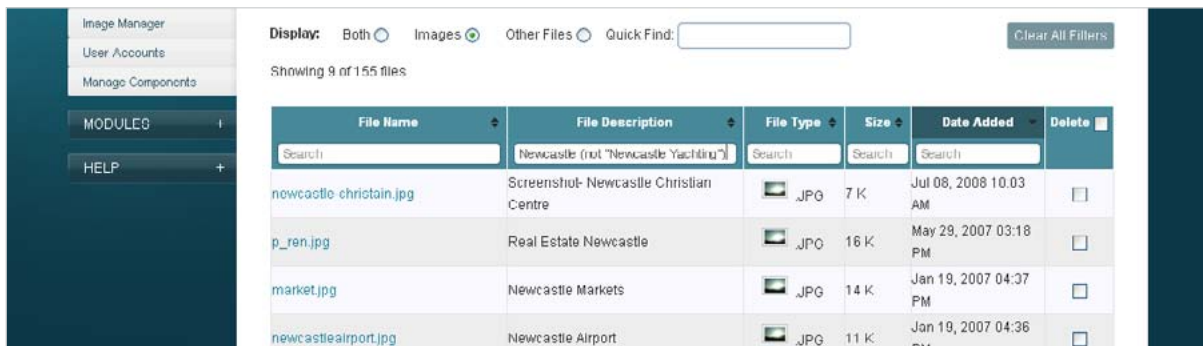 Image Manager
User Accounts
Manage Components
MODULES +
HELP +
Display: Both Images Other Files Quick Find: Clear All Filters
Showing 9 of 155 files
File Name File Description File Type Size Date Added Delete
Search Newcastle (not "Newcastle Yachting") Search Search Search
newcastle-christain.jpg Screenshot- Newcastle Christian Centre .JPG 7 K Jul 08, 2008 10:03 AM
p_ren.jpg Real Estate Newcastle .JPG 16 K May 29, 2007 03:18 PM
market.jpg Newcastle Markets .JPG 14 K Jan 19, 2007 04:37 PM
newcastleairport.jpg Newcastle Airport .JPG 11 K Jan 19, 2007 04:36